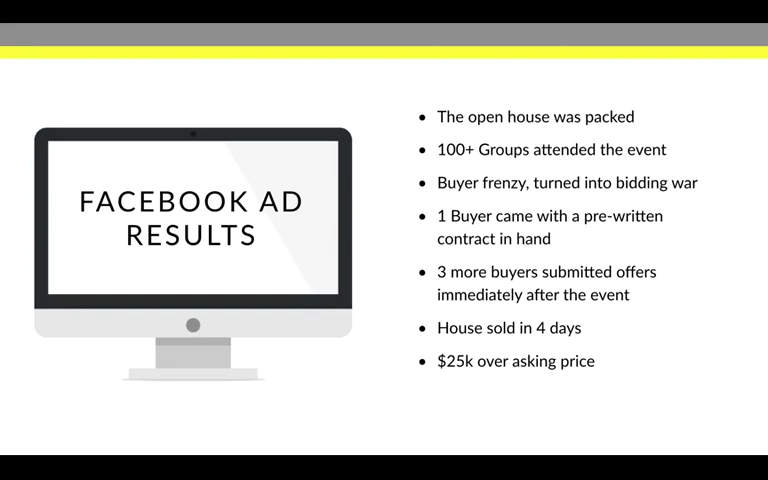 FACEBOOK AD
RESULTS
• The open house was packed
• 100+ Groups attended the event
• Buyer frenzy, turned into bidding war
• 1 Buyer came with a pre-written
contract in hand
• 3 more buyers submitted offers
immediately after the event
• House sold in 4 days
• $25k over asking price